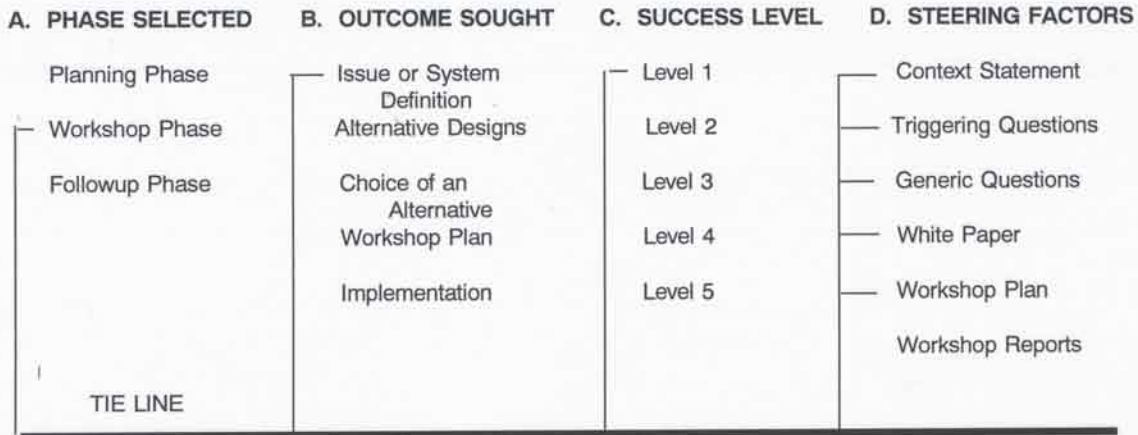 A. PHASE SELECTED
Planning Phase
Workshop Phase
Followup Phase
B. OUTCOME SOUGHT
Issue or System
Definition
Alternative Designs
Choice of an
Alternative
Workshop Plan
Implementation
C. SUCCESS LEVEL
Level 1
Level 2
Level 3
Level 4
Level 5
D. STEERING FACTORS
Context Statement
Triggering Questions
Generic Questions
White Paper
Workshop Plan
Workshop Reports
TIE LINE